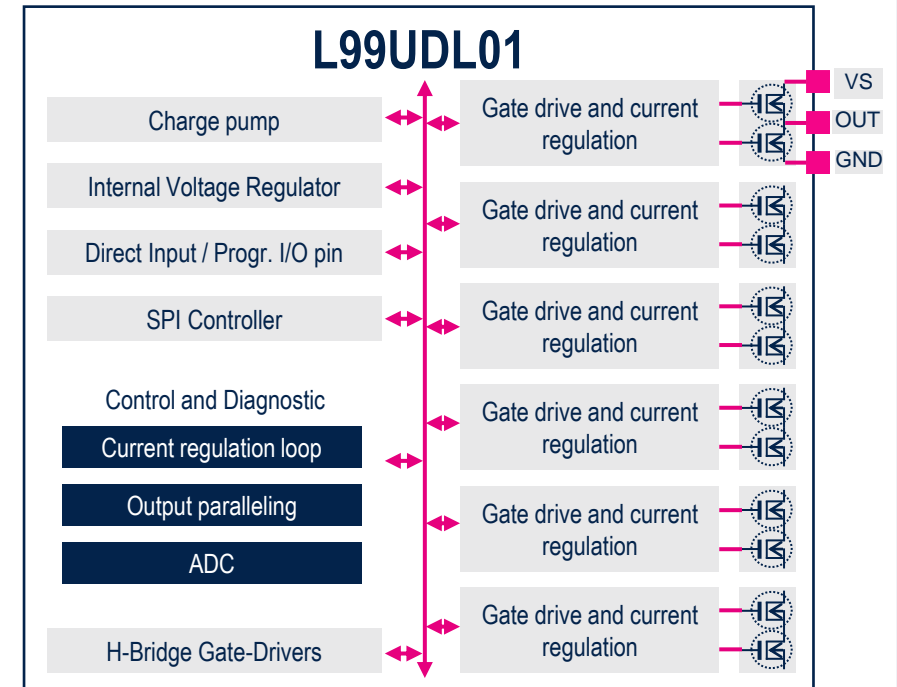 L99UDL01
Charge pump
Internal Voltage Regulator
Direct Input / Progr. I/O pin
SPI Controller
Control and Diagnostic
Current regulation loop
Output paralleling
ADC
H-Bridge Gate-Drivers
Gate drive and current
regulation
Gate drive and current
regulation
Gate drive and current
regulation
Gate drive and current
regulation
Gate drive and current
regulation
Gate drive and current
regulation
VS
OUT
GND